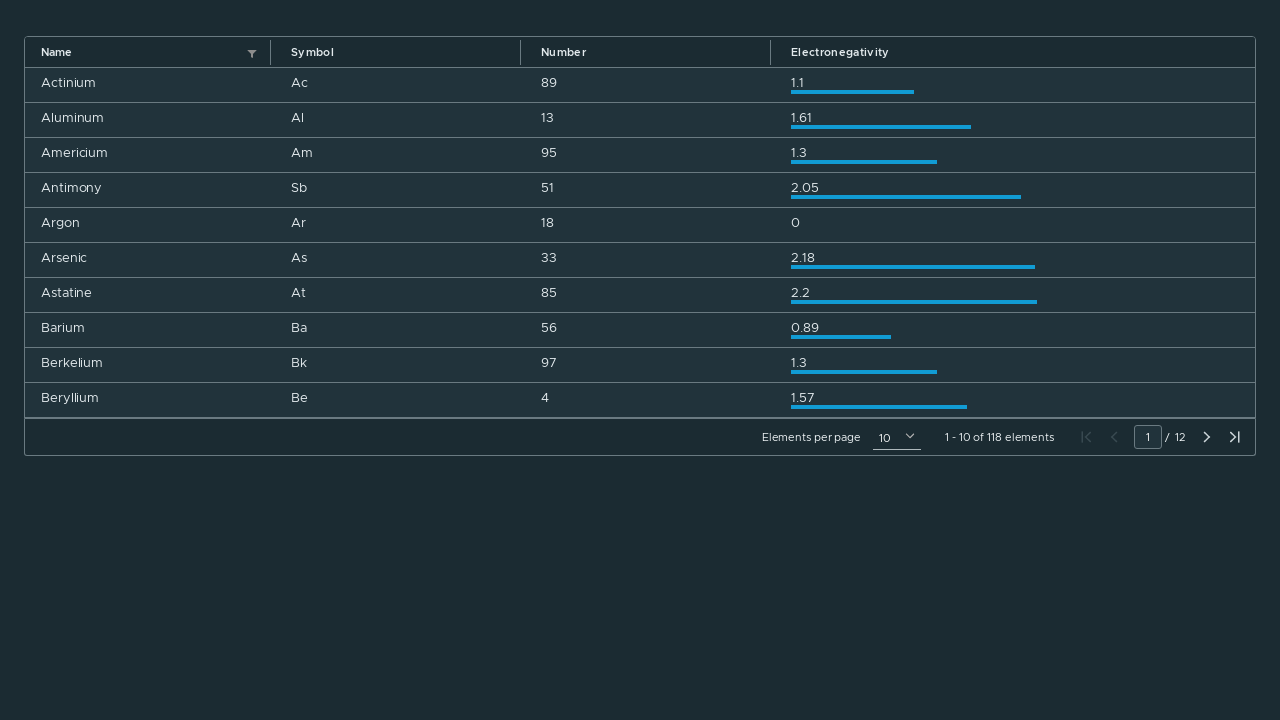 Name Symbol Number Electronegativity
Actinium Ac 89 1.1
Aluminum Al 13 1.61
Americium Am 95 1.3
Antimony Sb 51 2.05
Argon Ar 18 0
Arsenic As 33 2.18
Astatine At 85 2.2
Barium Ba 56 0.89
Berkelium Bk 97 1.3
Beryllium Be 4 1.57
Elements per page 10 1 - 10 of 118 elements 1 / 12